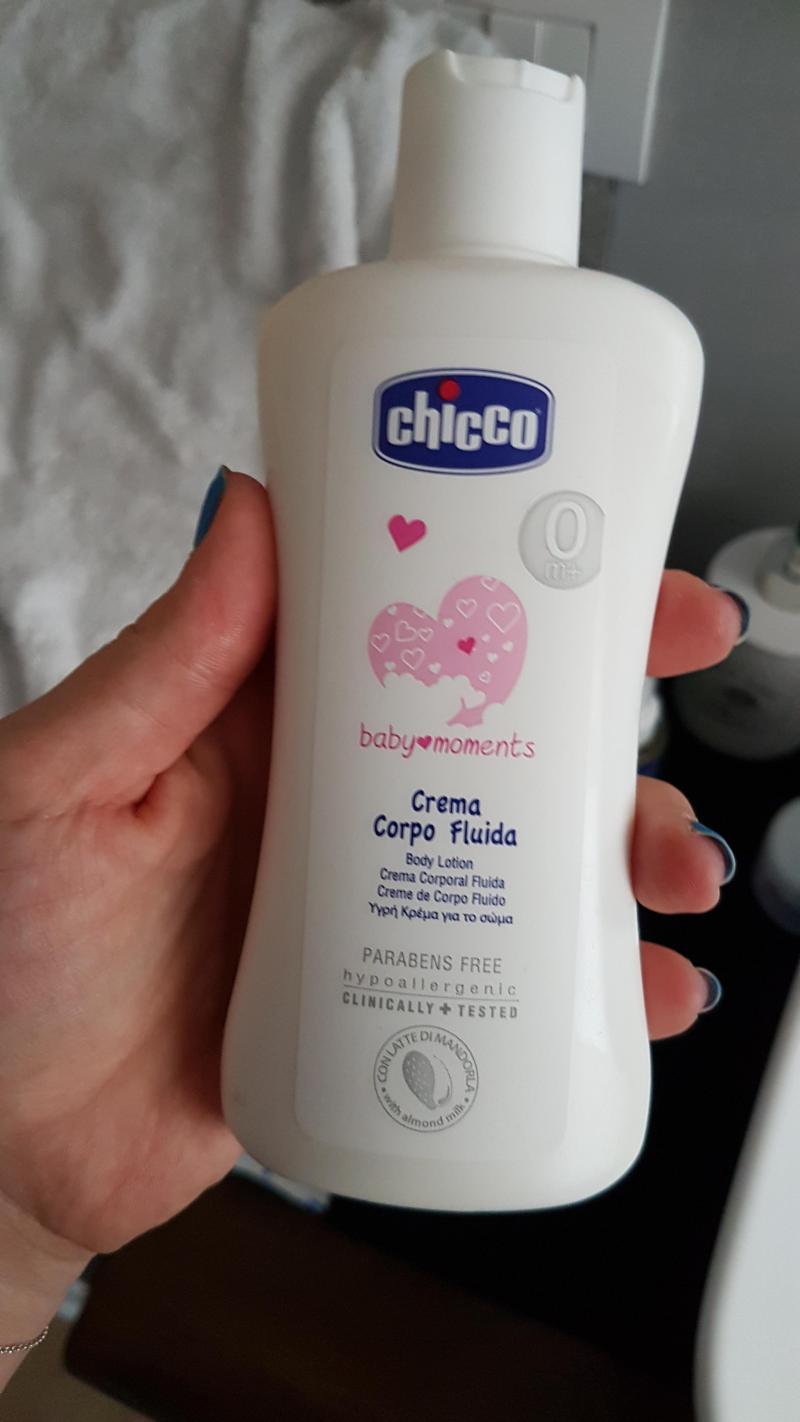 chicco
0
m+
baby moments
Crema
Corpo Fluida
Body Lotion
Crema Corporal Fluida
Creme de Corpo Fluido
Υγρή Κρέμα για το σώμα
PARABENS FREE
hypoallergenic
CLINICALLY + TESTED
CON LATTE DI MANDORLA
with almond milk